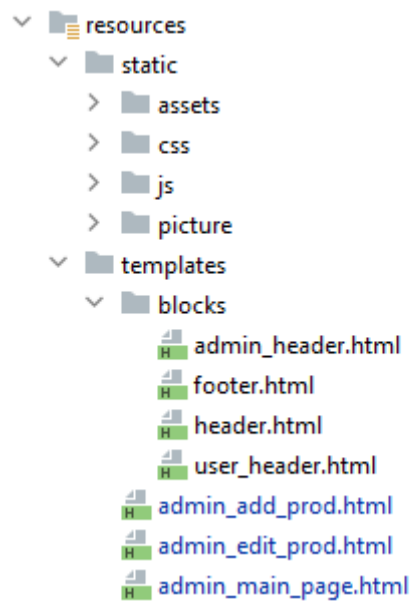 resources
static
assets
css
js
picture
templates
blocks
H admin_header.html
H footer.html
H header.html
H user_header.html
H admin_add_prod.html
H admin_edit_prod.html
H admin_main_page.html